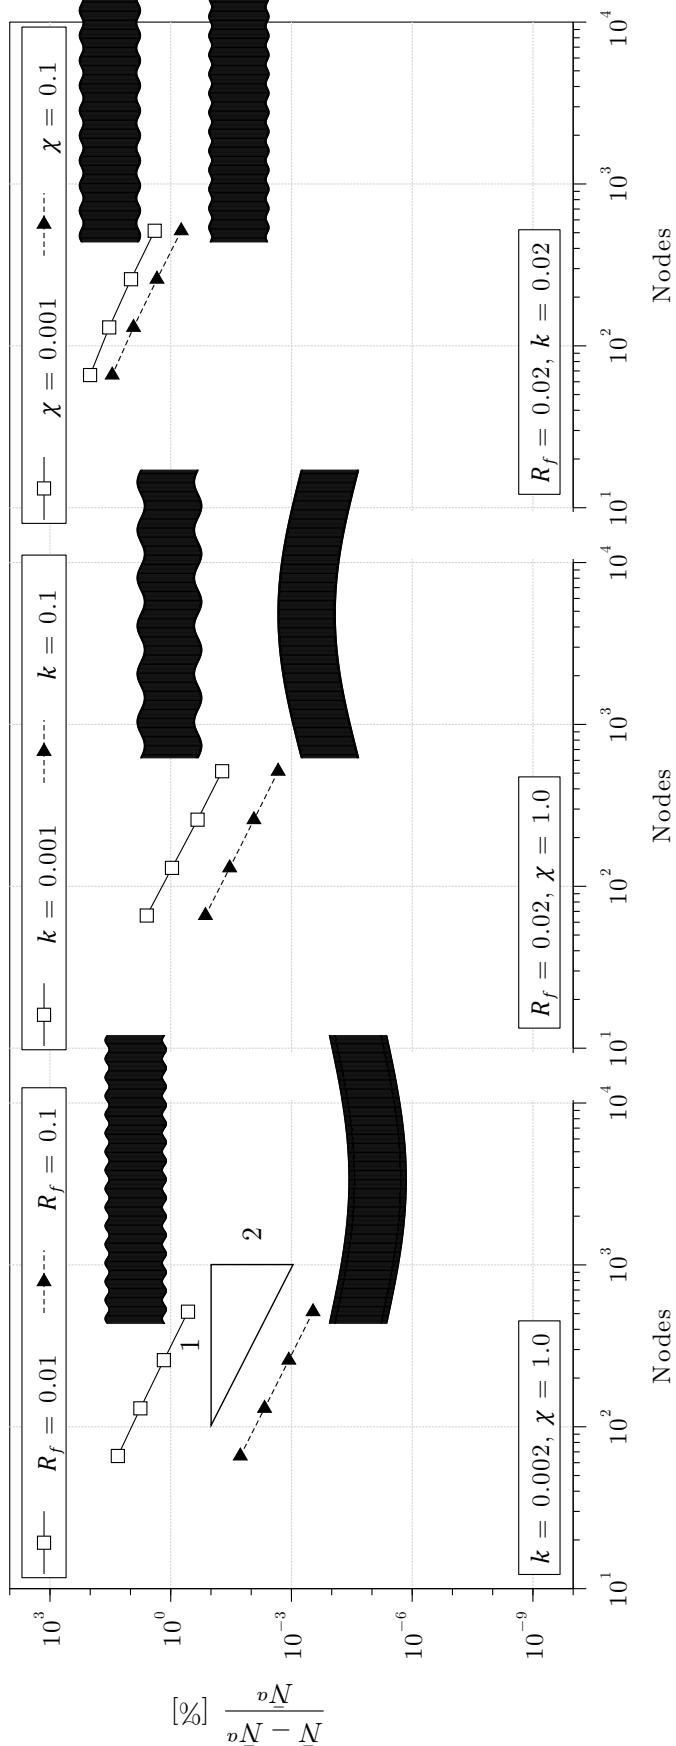 R_f = 0.01 R_f = 0.1
k = 0.001 k = 0.1
χ = 0.001 χ = 0.1
10^3
10^0
10^−3
10^−6
10^−9
(N̄ − N̄^a)/N̄^a [%]
1
2
k = 0.002, χ = 1.0
R_f = 0.02, χ = 1.0
R_f = 0.02, k = 0.02
10^1 10^2 10^3 10^4
10^1 10^2 10^3 10^4
10^1 10^2 10^3 10^4
Nodes
Nodes
Nodes